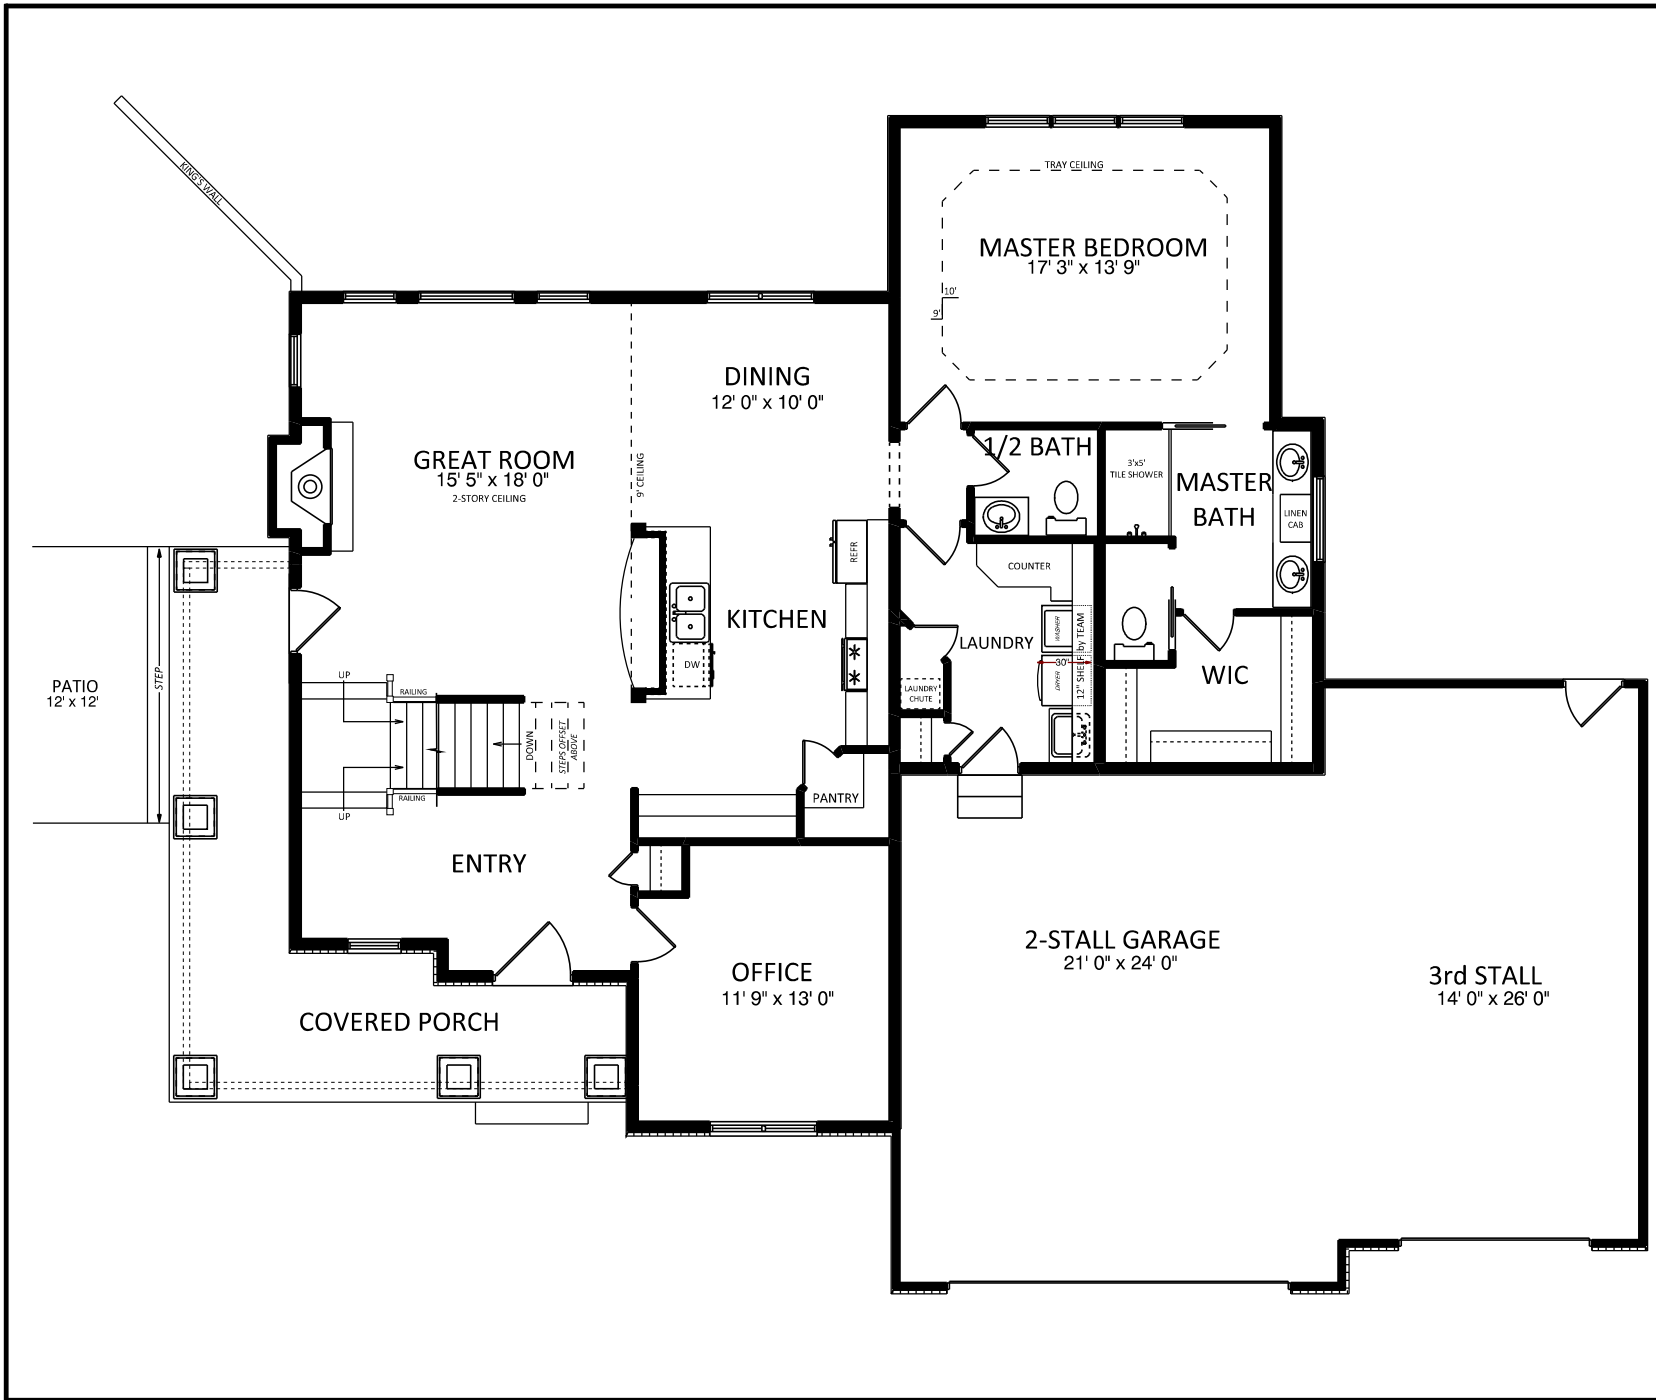 KING'S WALL
TRAY CEILING
MASTER BEDROOM
17' 3" x 13' 9"
10'
9'
DINING
12' 0" x 10' 0"
GREAT ROOM
15' 5" x 18' 0"
2-STORY CEILING
9' CEILING
1/2 BATH
3'x5'
TILE SHOWER
MASTER
BATH
LINEN
CAB
REFR
COUNTER
KITCHEN
DW
LAUNDRY
WASHER
DRYER
30"
12" SHELF by TEAM
LAUNDRY
CHUTE
WIC
PATIO
12' x 12'
STEP
UP
RAILING
DOWN
STEPS OFFSET
ABOVE
RAILING
UP
PANTRY
ENTRY
OFFICE
11' 9" x 13' 0"
COVERED PORCH
2-STALL GARAGE
21' 0" x 24' 0"
3rd STALL
14' 0" x 26' 0"